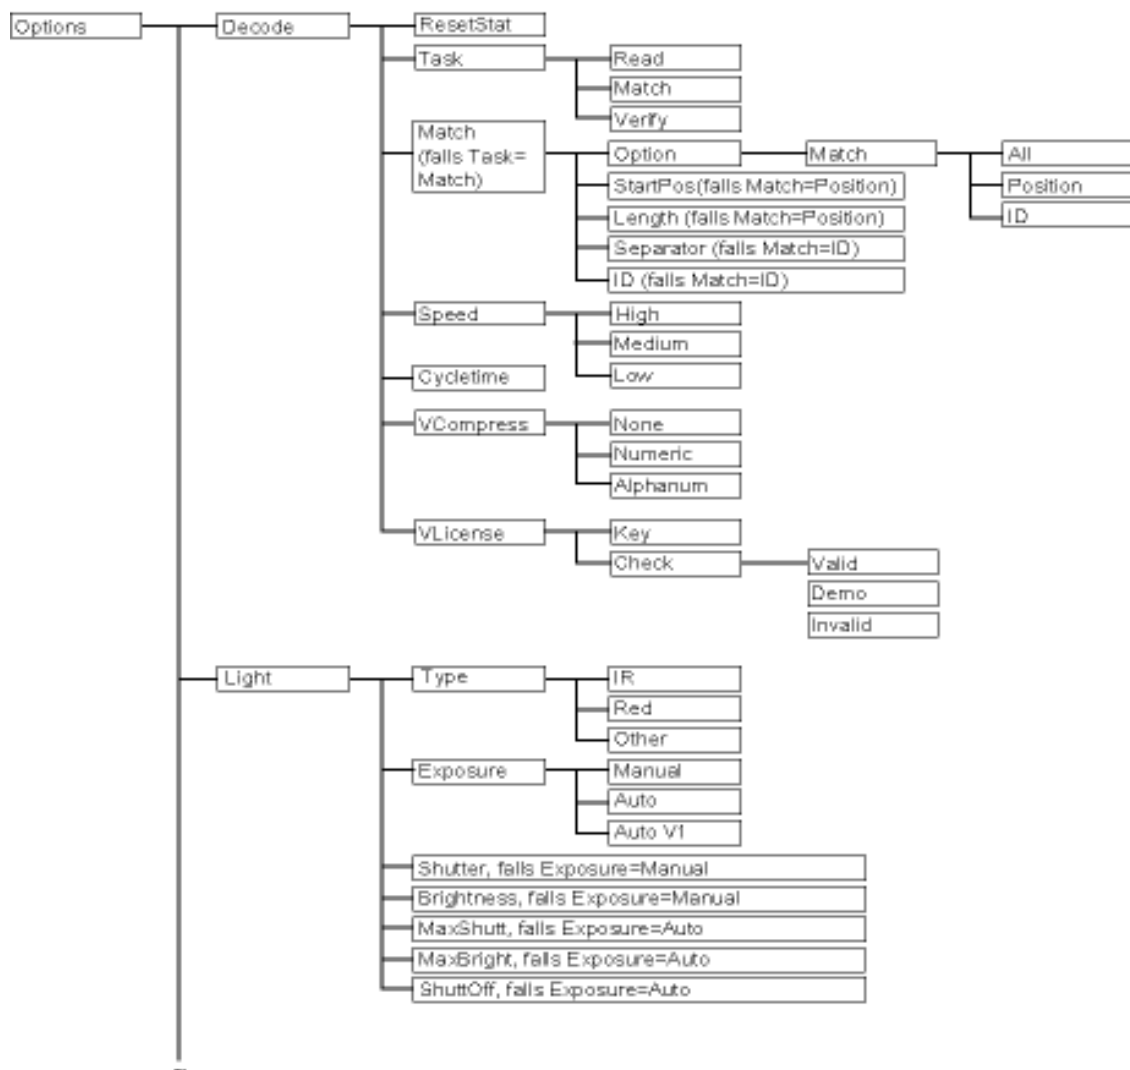 Options
Decode
ResetStat
Task
Read
Match
Verify
Match
(falls Task=
Match)
Option
Match
All
Position
ID
StartPos(falls Match=Position)
Length (falls Match=Position)
Separator (falls Match=ID)
ID (falls Match=ID)
Speed
High
Medium
Low
Cycletime
VCompress
None
Numeric
Alphanum
VLicense
Key
Check
Valid
Demo
Invalid
Light
Type
IR
Red
Other
Exposure
Manual
Auto
Auto V1
Shutter, falls Exposure=Manual
Brightness, falls Exposure=Manual
MaxShutt, falls Exposure=Auto
MaxBright, falls Exposure=Auto
ShuttOff, falls Exposure=Auto